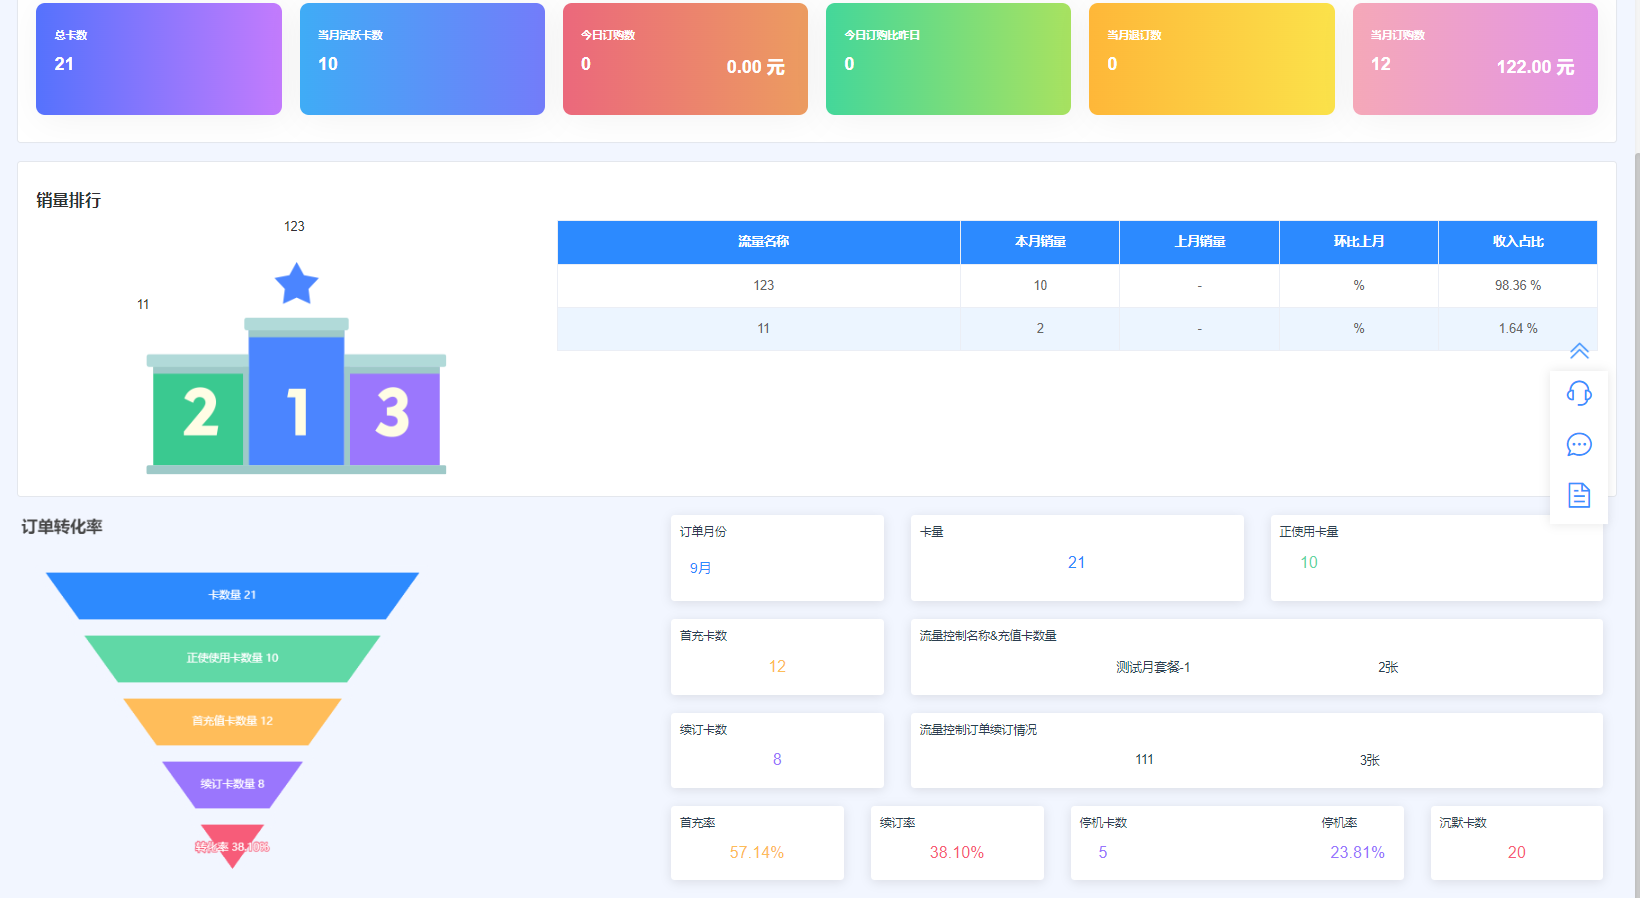 总卡数
21
当月活跃卡数
10
今日订购数
0
0.00 元
今日订购比昨日
0
当月退订数
0
当月订购数
12
122.00 元
销量排行
123
11
2
1
3
流量名称 本月销量 上月销量 环比上月 收入占比
123 10 - % 98.36 %
11 2 - % 1.64 %
订单转化率
卡数量 21
正使使用卡数量 10
首充值卡数量 12
续订卡数量 8
转化率 38.10%
订单月份
9月
卡量
21
正使用卡量
10
首充卡数
12
流量控制名称&充值卡数量
测试月套餐-1 2张
续订卡数
8
流量控制订单续订情况
111 3张
首充率
57.14%
续订率
38.10%
停机卡数
5
停机率
23.81%
沉默卡数
20